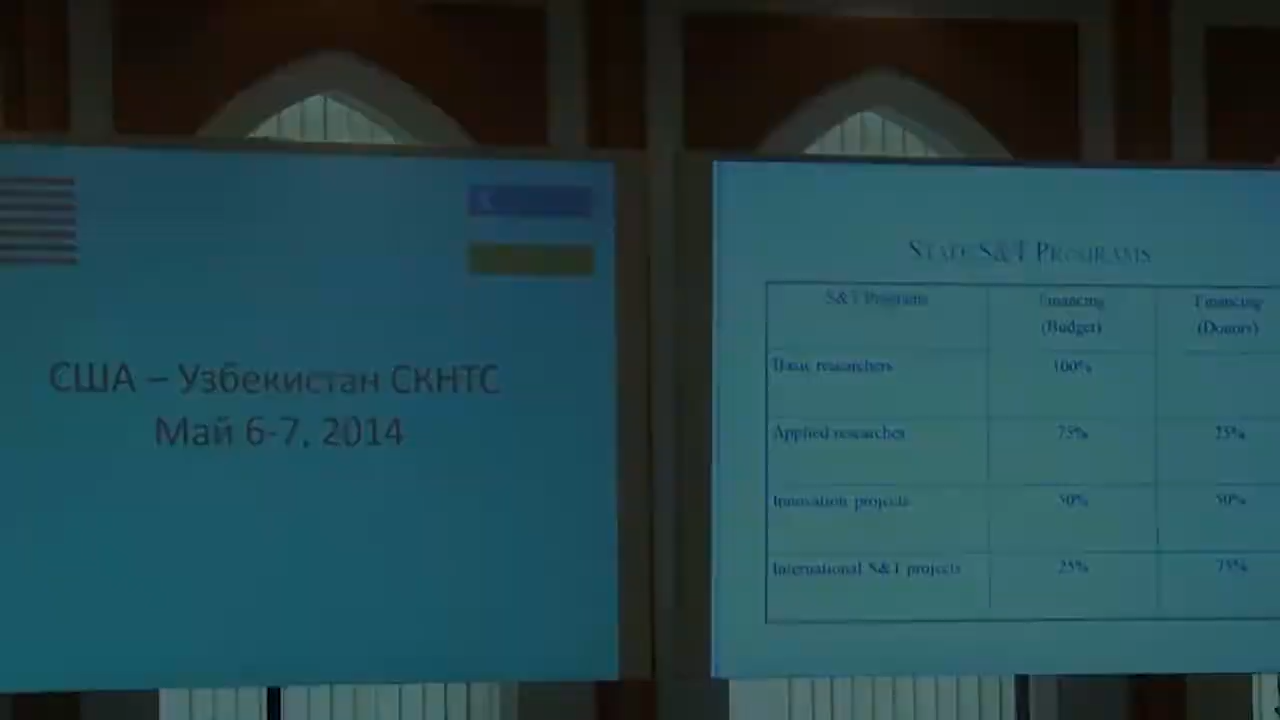 США – Узбекистан СКНТС
Май 6-7, 2014
STATE S&T PROGRAMS
S&T Programs
Financing
(Budget)
Financing
(Donors)
Basic researchers
100%
Applied researches
75%
25%
Innovation projects
50%
50%
International S&T projects
25%
75%